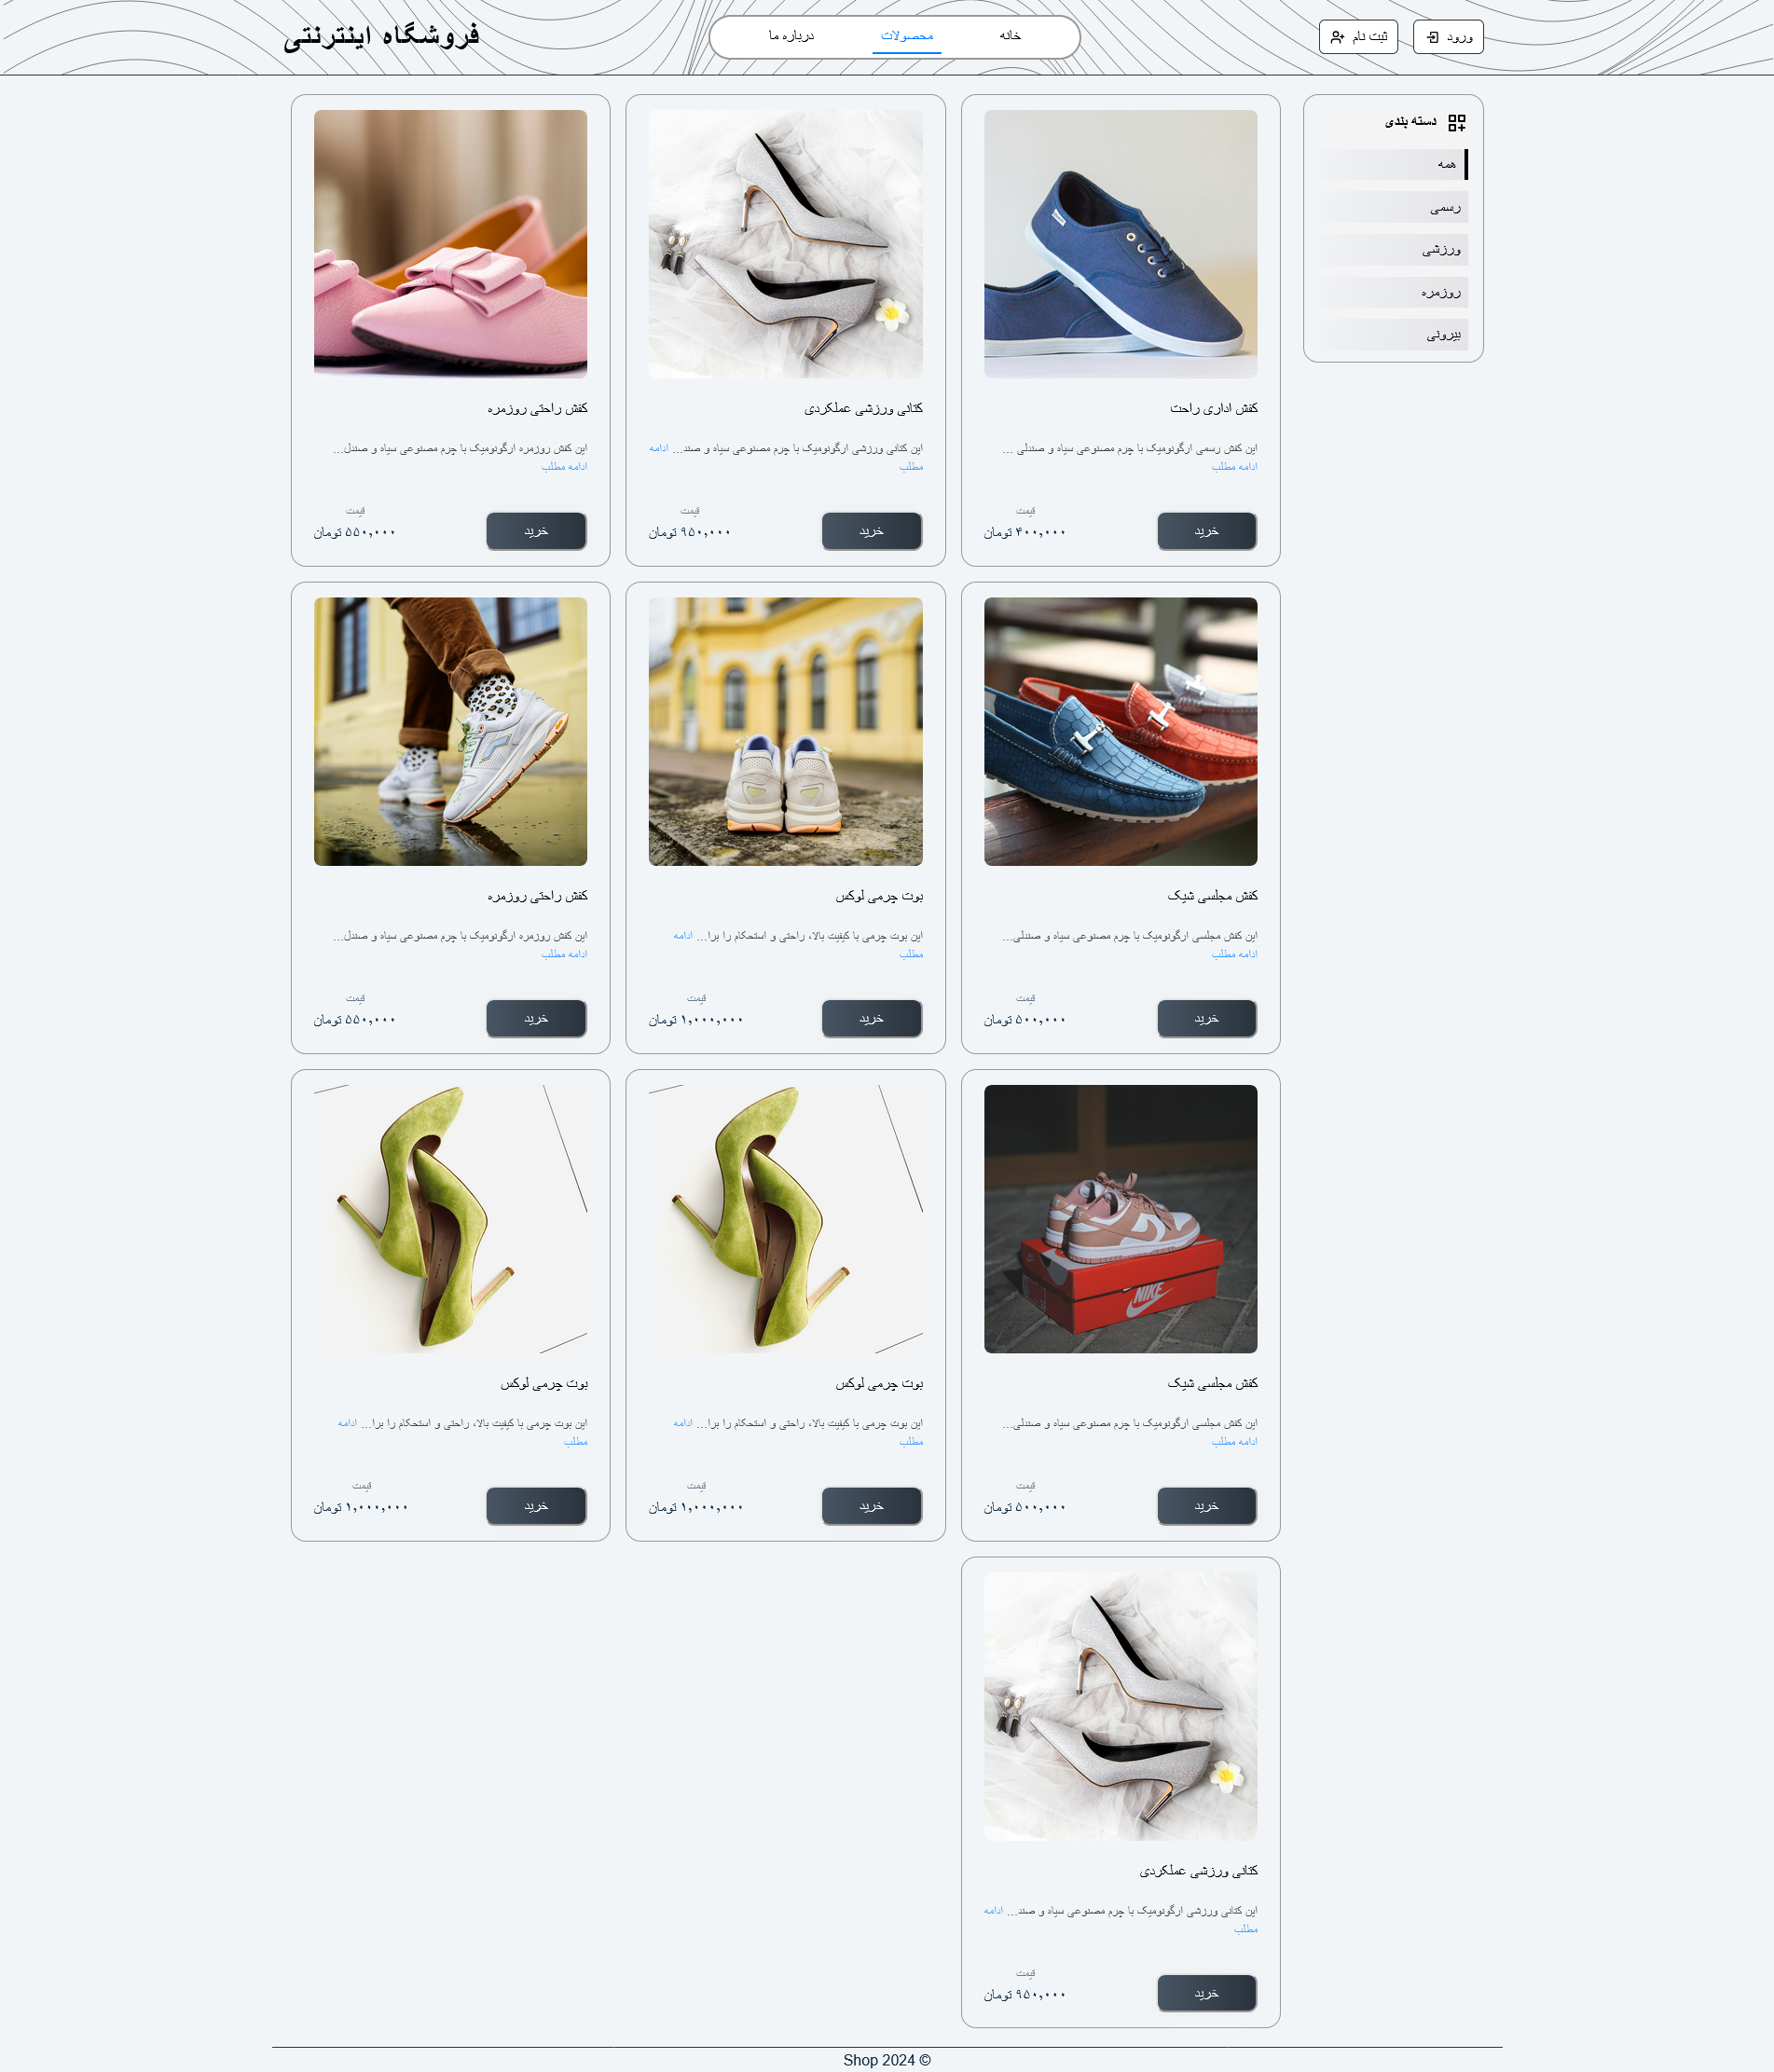 ورود
ثبت نام
خانه
محصولات
درباره ما
فروشگاه اینترنتی
دسته بندی
همه
رسمی
ورزشی
روزمره
بیرونی
کفش اداری راحت
این کفش رسمی ارگونومیک با چرم مصنوعی سیاه و صندلی ...
ادامه مطلب
قیمت
خرید
۴۰۰,۰۰۰ تومان
کتانی ورزشی عملکردی
این کتانی ورزشی ارگونومیک با چرم مصنوعی سیاه و صند... ادامه
مطلب
قیمت
خرید
۹۵۰,۰۰۰ تومان
کفش راحتی روزمره
این کفش روزمره ارگونومیک با چرم مصنوعی سیاه و صندل...
ادامه مطلب
قیمت
خرید
۵۵۰,۰۰۰ تومان
کفش مجلسی شیک
این کفش مجلسی ارگونومیک با چرم مصنوعی سیاه و صندلی...
ادامه مطلب
قیمت
خرید
۵۰۰,۰۰۰ تومان
بوت چرمی لوکس
این بوت چرمی با کیفیت بالا، راحتی و استحکام را برا... ادامه
مطلب
قیمت
خرید
۱,۰۰۰,۰۰۰ تومان
کفش راحتی روزمره
این کفش روزمره ارگونومیک با چرم مصنوعی سیاه و صندل...
ادامه مطلب
قیمت
خرید
۵۵۰,۰۰۰ تومان
NIKE
کفش مجلسی شیک
این کفش مجلسی ارگونومیک با چرم مصنوعی سیاه و صندلی...
ادامه مطلب
قیمت
خرید
۵۰۰,۰۰۰ تومان
بوت چرمی لوکس
این بوت چرمی با کیفیت بالا، راحتی و استحکام را برا... ادامه
مطلب
قیمت
خرید
۱,۰۰۰,۰۰۰ تومان
بوت چرمی لوکس
این بوت چرمی با کیفیت بالا، راحتی و استحکام را برا... ادامه
مطلب
قیمت
خرید
۱,۰۰۰,۰۰۰ تومان
کتانی ورزشی عملکردی
این کتانی ورزشی ارگونومیک با چرم مصنوعی سیاه و صند... ادامه
مطلب
قیمت
خرید
۹۵۰,۰۰۰ تومان
Shop 2024 ©